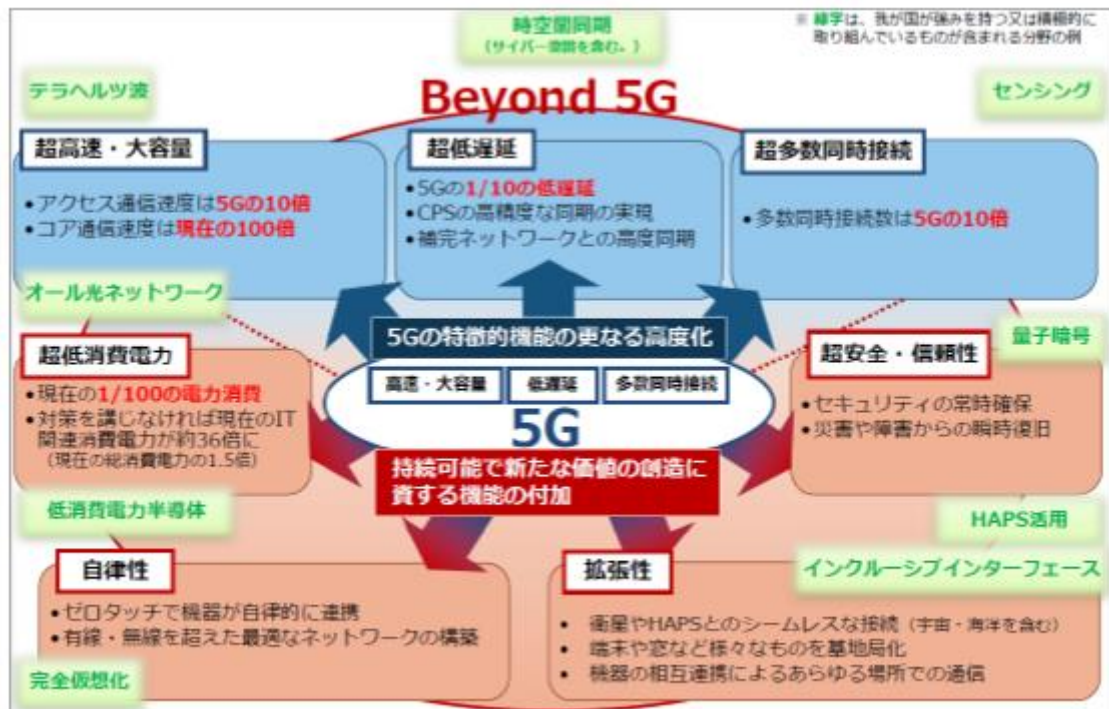 時空間同期
(サイバー空間を含む。)
※ 緑字は、我が国が強みを持つ又は積極的に
取り組んでいるものが含まれる分野の例
テラヘルツ波
Beyond 5G
センシング
超高速・大容量
•アクセス通信速度は5Gの10倍
•コア通信速度は現在の100倍
超低遅延
•5Gの1/10の低遅延
•CPSの高精度な同期の実現
•補完ネットワークとの高度同期
超多数同時接続
•多数同時接続数は5Gの10倍
オール光ネットワーク
5Gの特徴的機能の更なる高度化
量子暗号
超低消費電力
•現在の1/100の電力消費
•対策を講じなければ現在のIT
関連消費電力が約36倍に
(現在の総消費電力の1.5倍)
高速・大容量
低遅延
多数同時接続
5G
超安全・信頼性
•セキュリティの常時確保
•災害や障害からの瞬時復旧
持続可能で新たな価値の創造に
資する機能の付加
低消費電力半導体
HAPS活用
自律性
•ゼロタッチで機器が自律的に連携
•有線・無線を超えた最適なネットワークの構築
拡張性
インクルーシブインターフェース
• 衛星やHAPSとのシームレスな接続(宇宙・海洋を含む)
• 端末や窓など様々なものを基地局化
• 機器の相互連携によるあらゆる場所での通信
完全仮想化